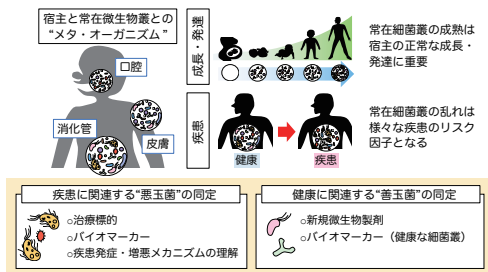 宿主と常在微生物叢との
“メタ・オーガニズム”
口腔
消化管
皮膚
成長・発達
常在細菌叢の成熟は
宿主の正常な成長・
発達に重要
疾患
健康
疾患
常在細菌叢の乱れは
様々な疾患のリスク
因子となる
疾患に関連する“悪玉菌”の同定
○治療標的
○バイオマーカー
○疾患発症・増悪メカニズムの理解
健康に関連する“善玉菌”の同定
○新規微生物製剤
○バイオマーカー（健康な細菌叢）